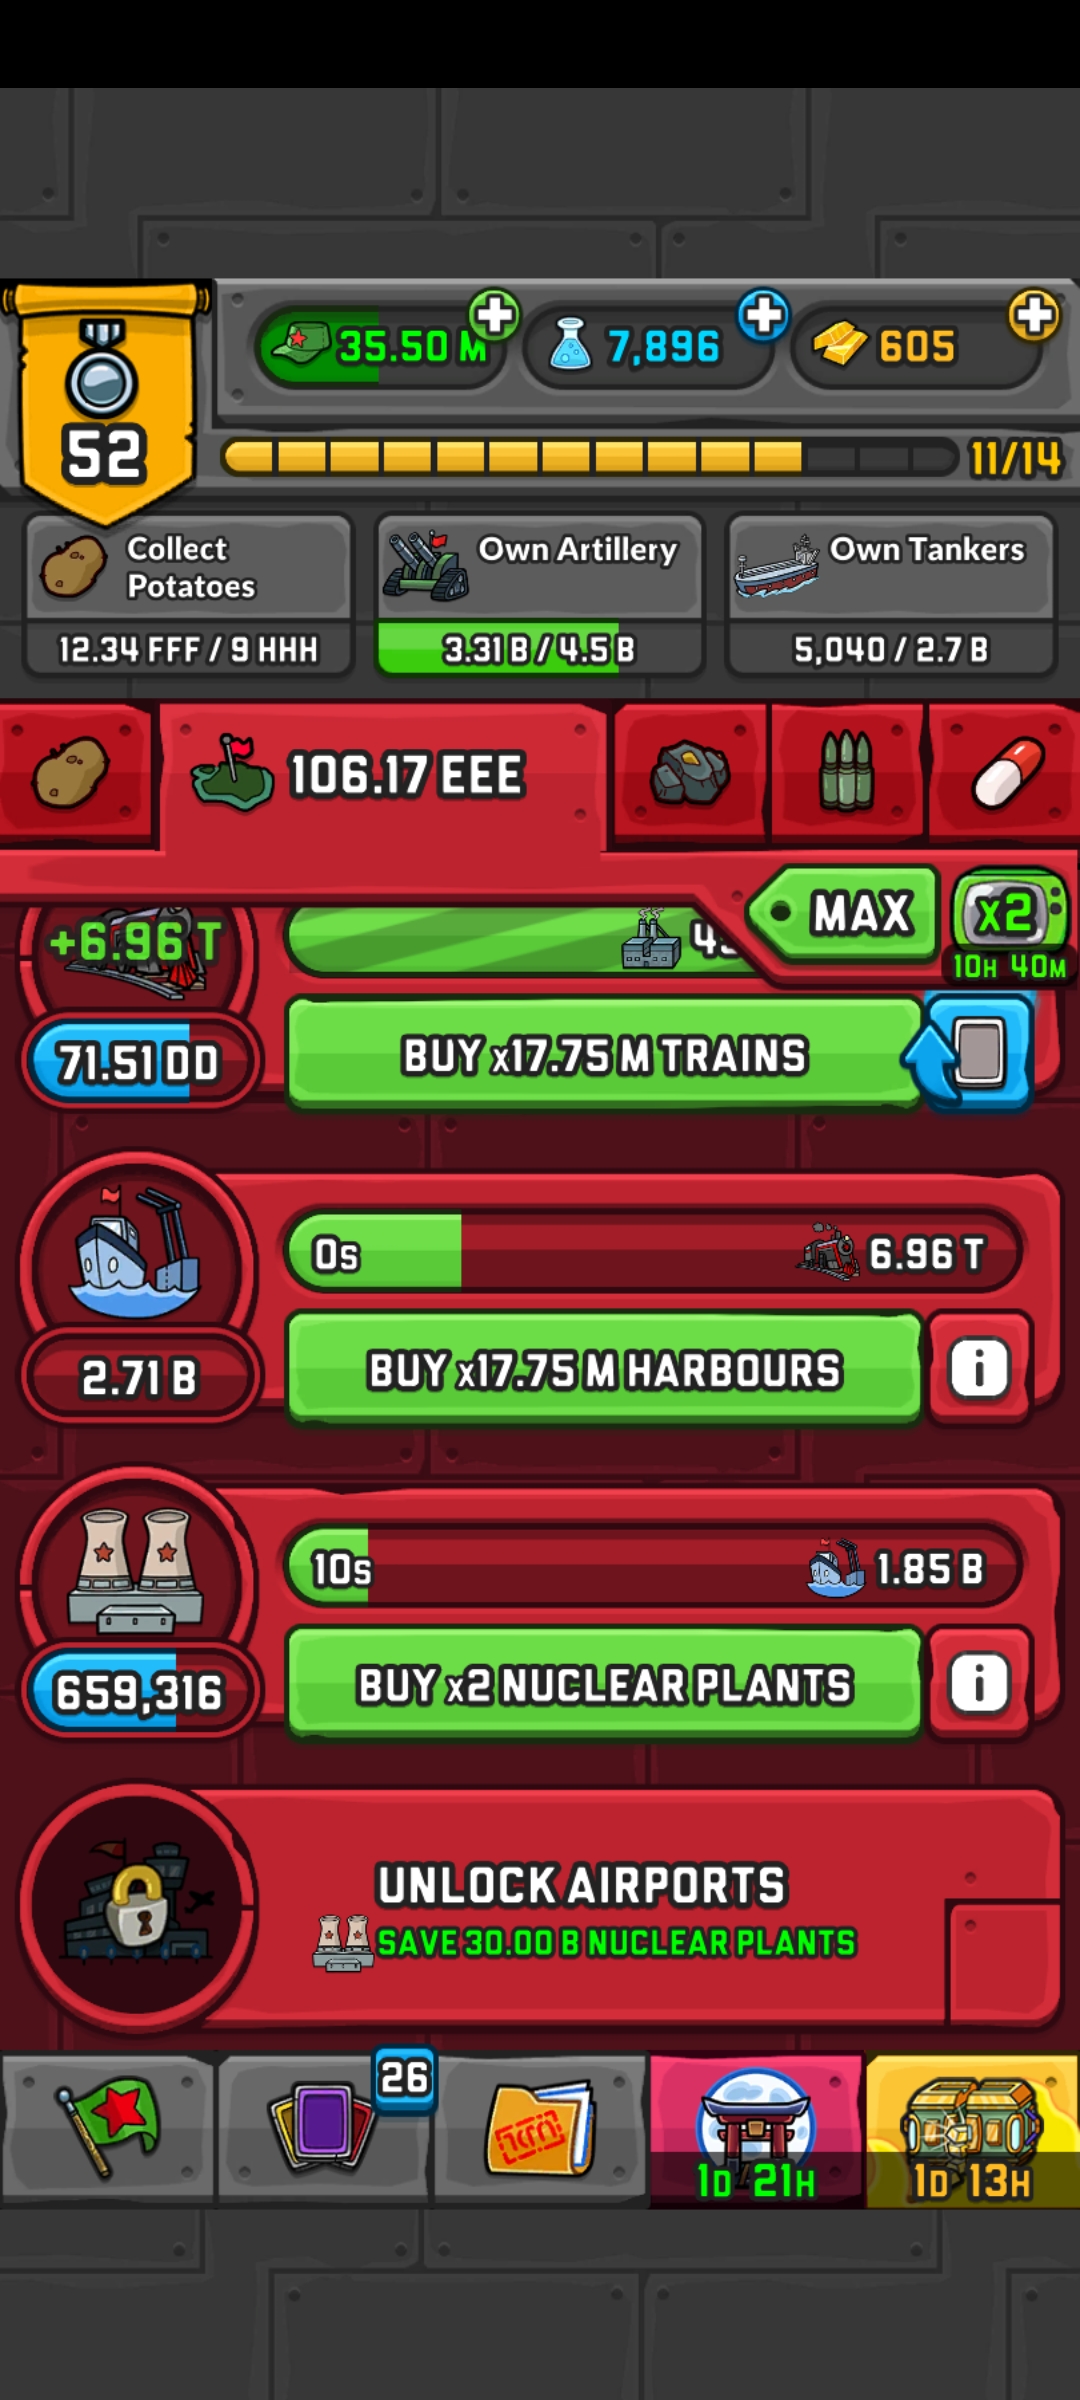 35.50 M
7,896
605
52
11/14
Collect
Potatoes
12.34 FFF / 9 HHH
Own Artillery
3.31 B / 4.5 B
Own Tankers
5,040 / 2.7 B
106.17 EEE
MAX
x2
10H 40M
+6.96 T
71.51 DD
BUY x17.75 M TRAINS
0s
6.96 T
2.71 B
BUY x17.75 M HARBOURS
i
10s
1.85 B
659,316
BUY x2 NUCLEAR PLANTS
i
UNLOCK AIRPORTS
SAVE 30.00 B NUCLEAR PLANTS
26
1D 21H
1D 13H